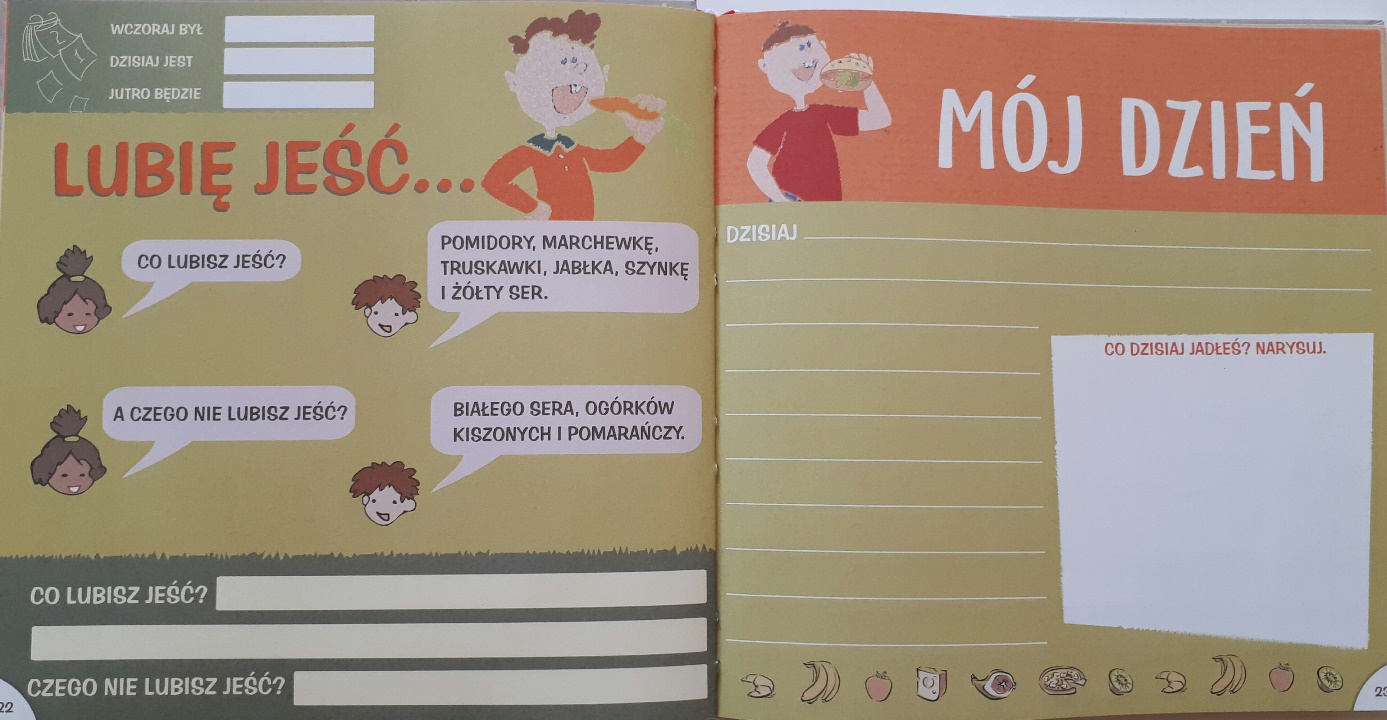 WCZORAJ BYŁ
DZISIAJ JEST
JUTRO BĘDZIE
LUBIĘ JEŚĆ...
CO LUBISZ JEŚĆ?
POMIDORY, MARCHEWKĘ,
TRUSKAWKI, JABŁKA, SZYNKĘ
I ŻÓŁTY SER.
A CZEGO NIE LUBISZ JEŚĆ?
BIAŁEGO SERA, OGÓRKÓW
KISZONYCH I POMARAŃCZY.
CO LUBISZ JEŚĆ?
CZEGO NIE LUBISZ JEŚĆ?
22
MÓJ DZIEŃ
DZISIAJ
CO DZISIAJ JADŁEŚ? NARYSUJ.
23